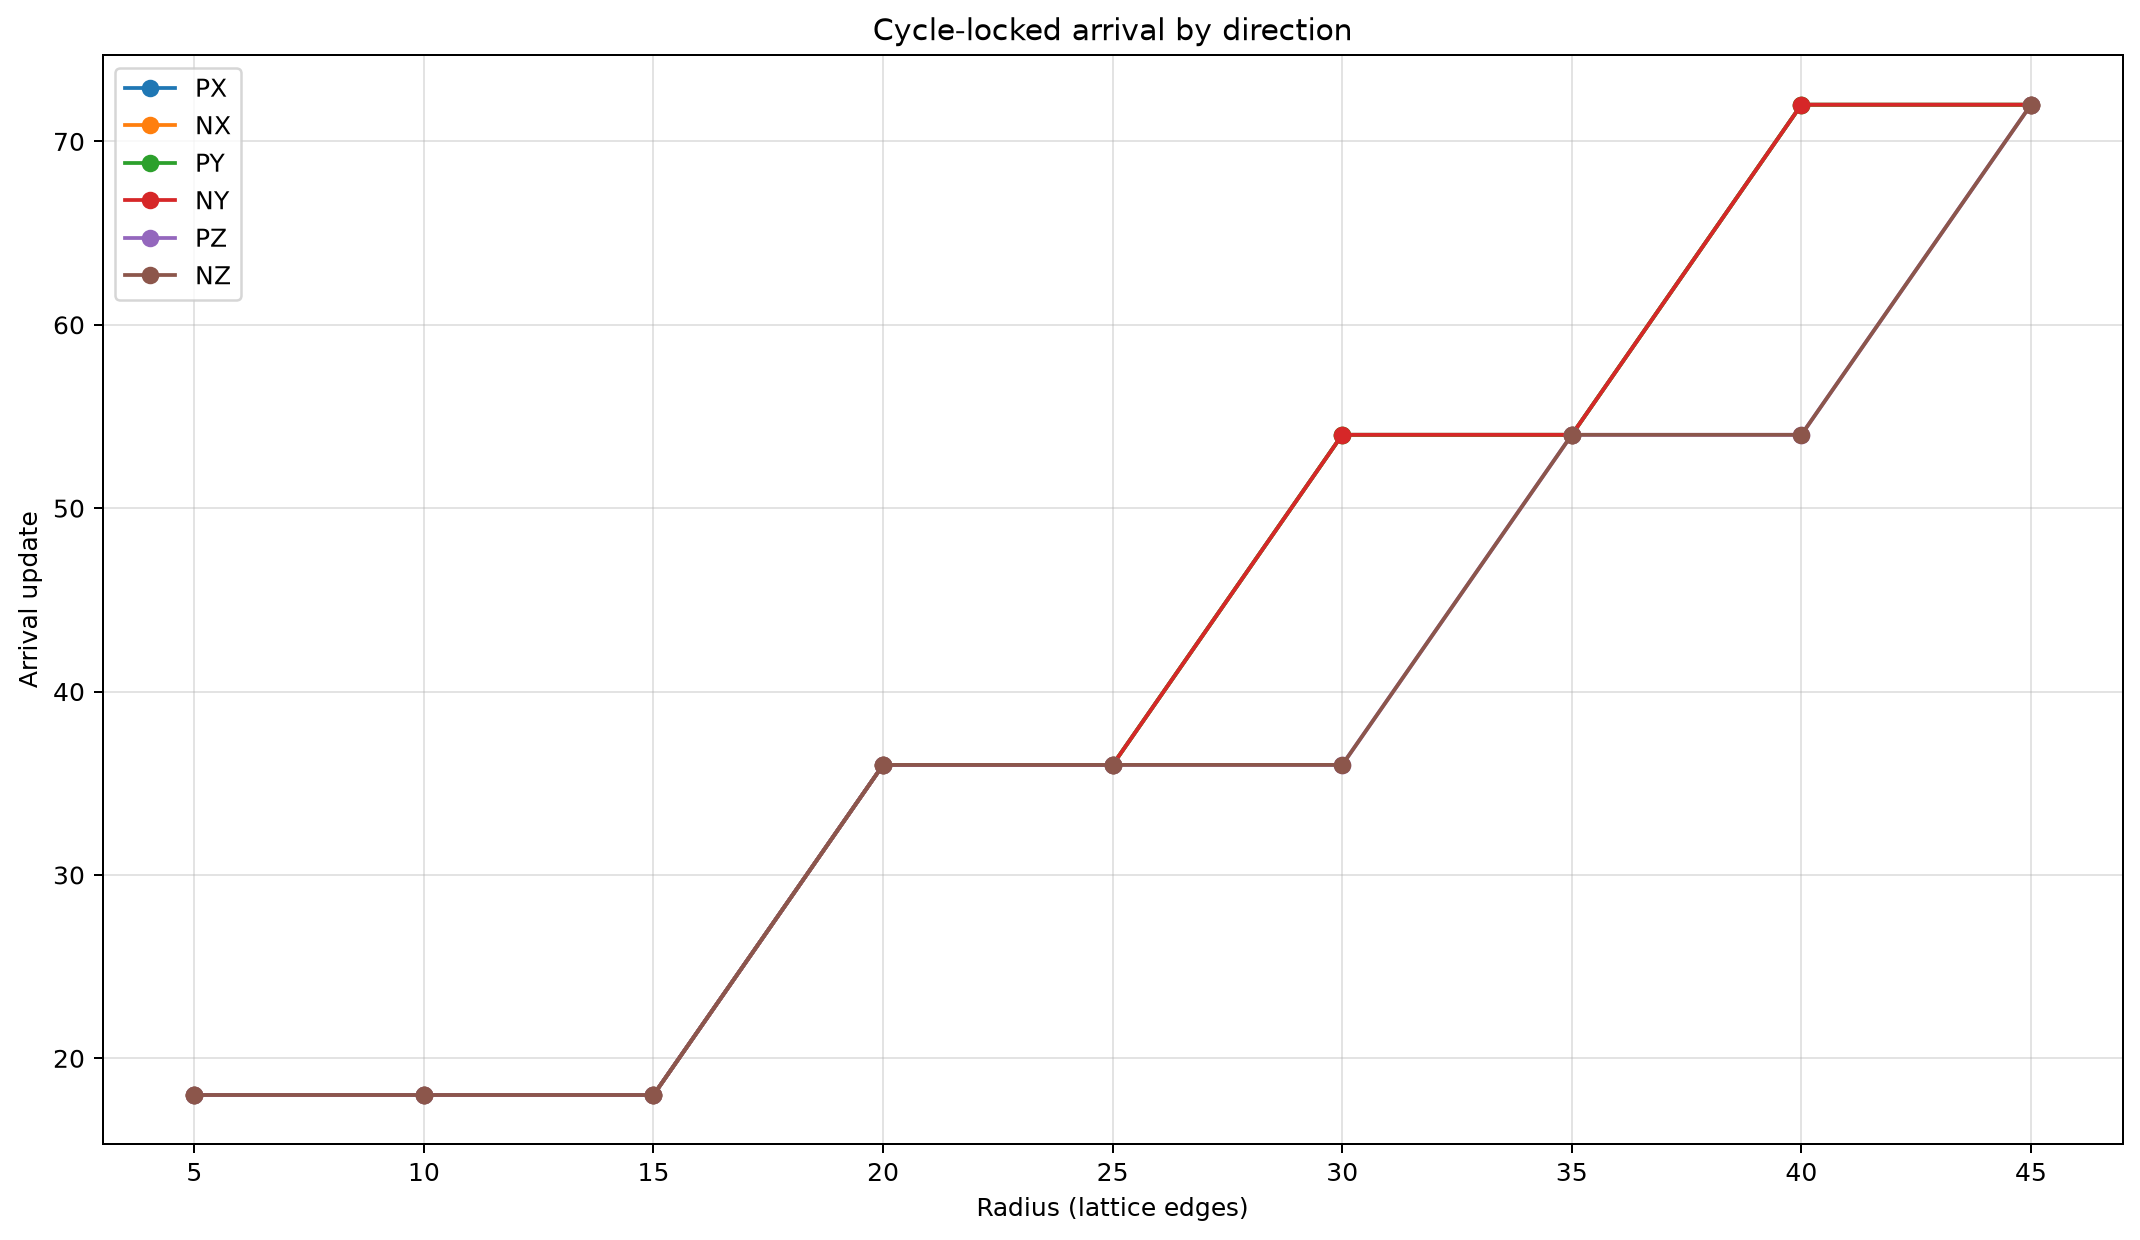 Cycle-locked arrival by direction
PX
NX
PY
NY
PZ
NZ
Arrival update
70
60
50
40
30
20
5 10 15 20 25 30 35 40 45
Radius (lattice edges)